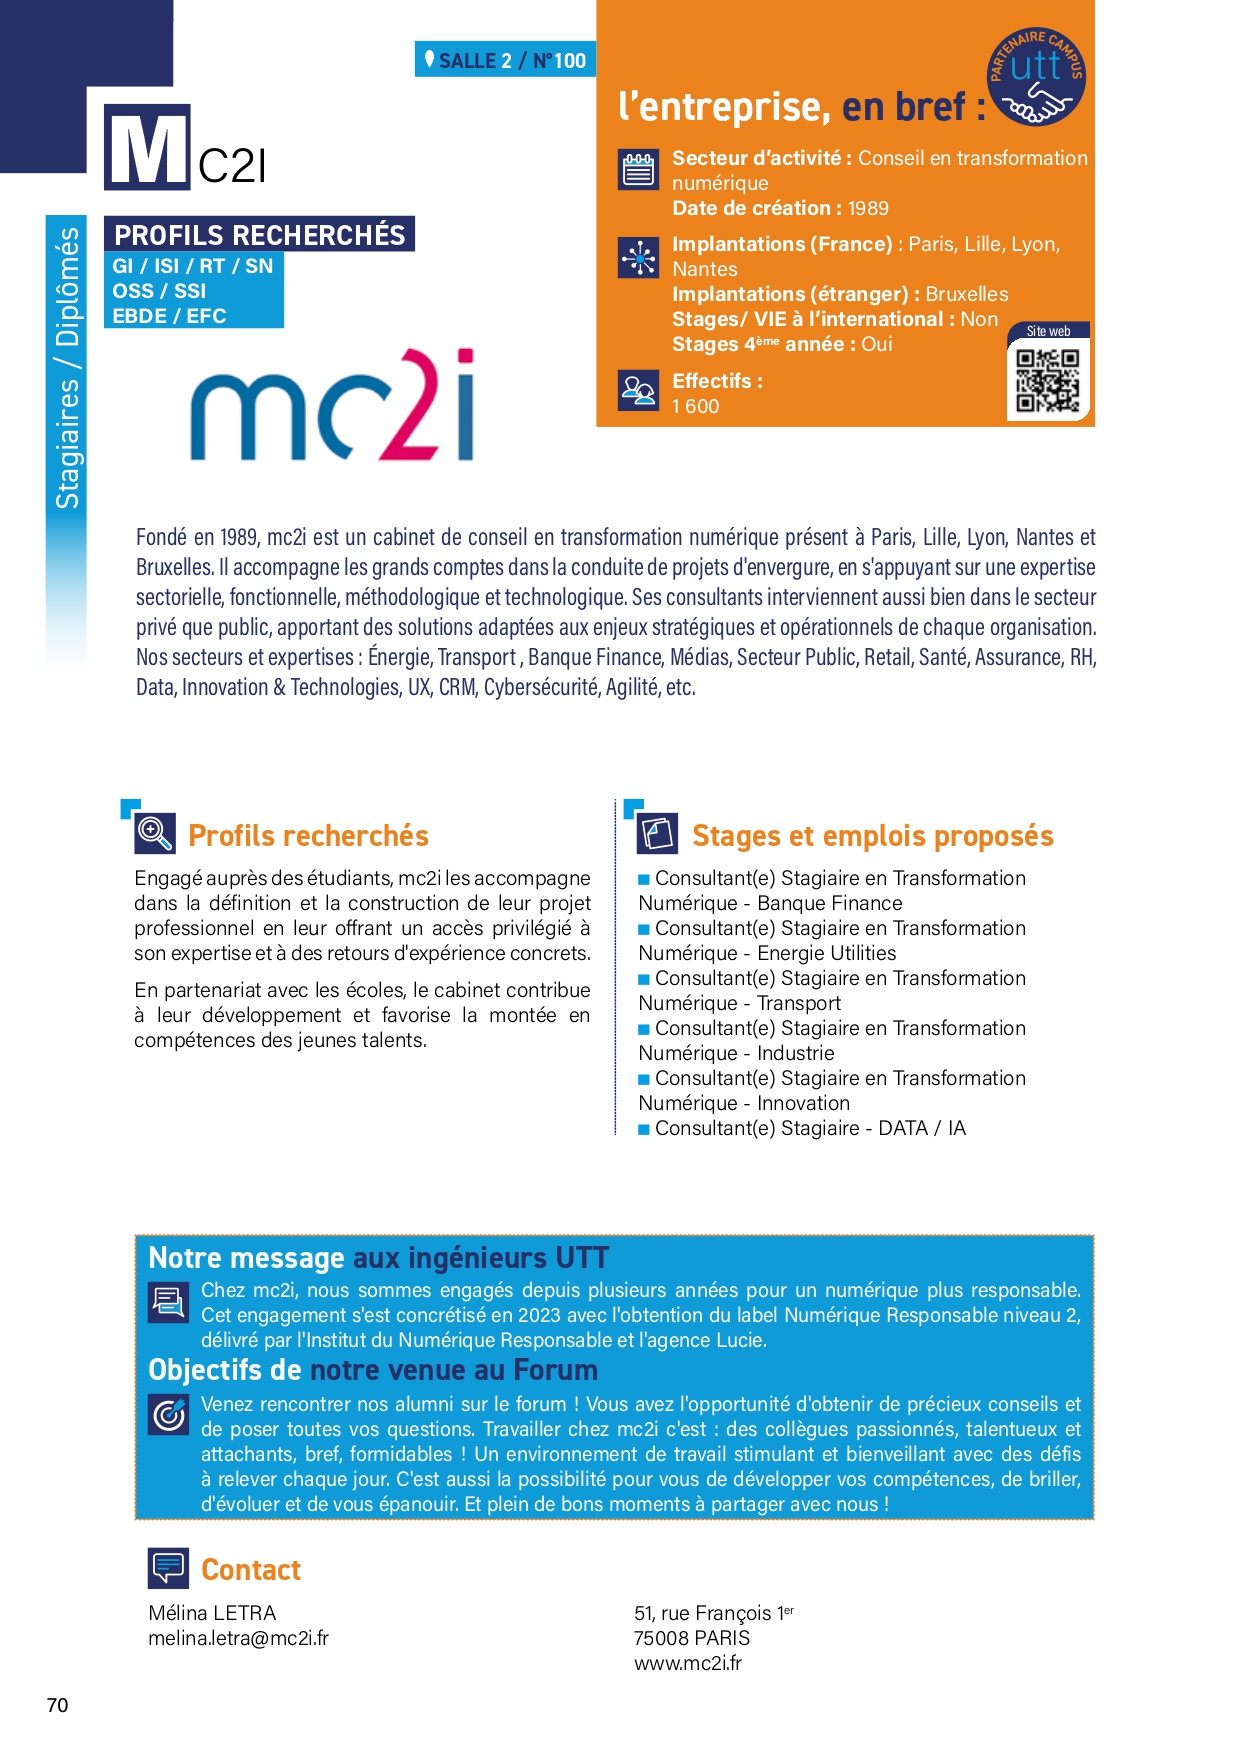 SALLE 2 / N°100
PARTENAIRE CAMPUS
utt
l'entreprise, en bref :
MC2I
Secteur d'activité : Conseil en transformation
numérique
Date de création : 1989
PROFILS RECHERCHÉS
GI / ISI / RT / SN
OSS / SSI
EBDE / EFC
Stagiaires / Diplômés
Implantations (France) : Paris, Lille, Lyon,
Nantes
Implantations (étranger) : Bruxelles
Stages/ VIE à l'international : Non
Stages 4ème année : Oui
Site web
Effectifs :
1 600
mc2i
Fondé en 1989, mc2i est un cabinet de conseil en transformation numérique présent à Paris, Lille, Lyon, Nantes et
Bruxelles. Il accompagne les grands comptes dans la conduite de projets d'envergure, en s'appuyant sur une expertise
sectorielle, fonctionnelle, méthodologique et technologique. Ses consultants interviennent aussi bien dans le secteur
privé que public, apportant des solutions adaptées aux enjeux stratégiques et opérationnels de chaque organisation.
Nos secteurs et expertises : Énergie, Transport , Banque Finance, Médias, Secteur Public, Retail, Santé, Assurance, RH,
Data, Innovation & Technologies, UX, CRM, Cybersécurité, Agilité, etc.
Profils recherchés
Engagé auprès des étudiants, mc2i les accompagne
dans la définition et la construction de leur projet
professionnel en leur offrant un accès privilégié à
son expertise et à des retours d'expérience concrets.
En partenariat avec les écoles, le cabinet contribue
à leur développement et favorise la montée en
compétences des jeunes talents.
Stages et emplois proposés
Consultant(e) Stagiaire en Transformation
Numérique - Banque Finance
Consultant(e) Stagiaire en Transformation
Numérique - Energie Utilities
Consultant(e) Stagiaire en Transformation
Numérique - Transport
Consultant(e) Stagiaire en Transformation
Numérique - Industrie
Consultant(e) Stagiaire en Transformation
Numérique - Innovation
Consultant(e) Stagiaire - DATA / IA
Notre message aux ingénieurs UTT
Chez mc2i, nous sommes engagés depuis plusieurs années pour un numérique plus responsable.
Cet engagement s'est concrétisé en 2023 avec l'obtention du label Numérique Responsable niveau 2,
délivré par l'Institut du Numérique Responsable et l'agence Lucie.
Objectifs de notre venue au Forum
Venez rencontrer nos alumni sur le forum ! Vous avez l'opportunité d'obtenir de précieux conseils et
de poser toutes vos questions. Travailler chez mc2i c'est : des collègues passionnés, talentueux et
attachants, bref, formidables ! Un environnement de travail stimulant et bienveillant avec des défis
à relever chaque jour. C'est aussi la possibilité pour vous de développer vos compétences, de briller,
d'évoluer et de vous épanouir. Et plein de bons moments à partager avec nous !
Contact
Mélina LETRA
melina.letra@mc2i.fr
51, rue François 1er
75008 PARIS
www.mc2i.fr
70